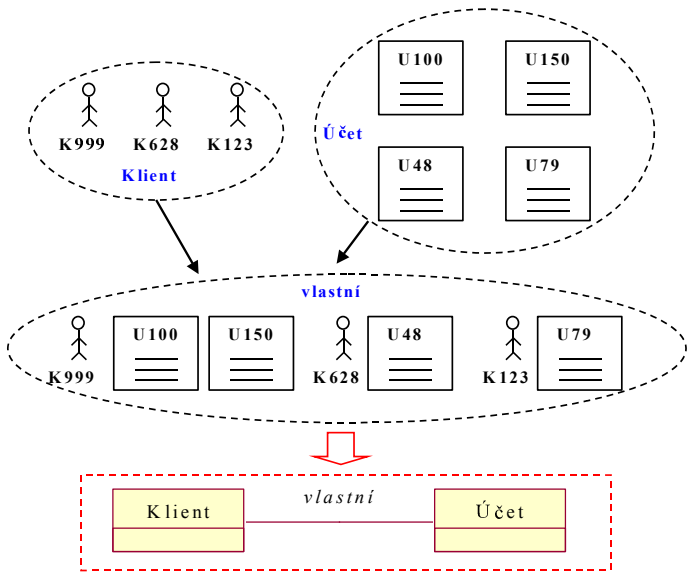 U100 U150
K999 K628 K123
Účet
Klient
U48 U79
vlastní
U100 U150 U48 U79
K999 K628 K123
vlastní
Klient Účet